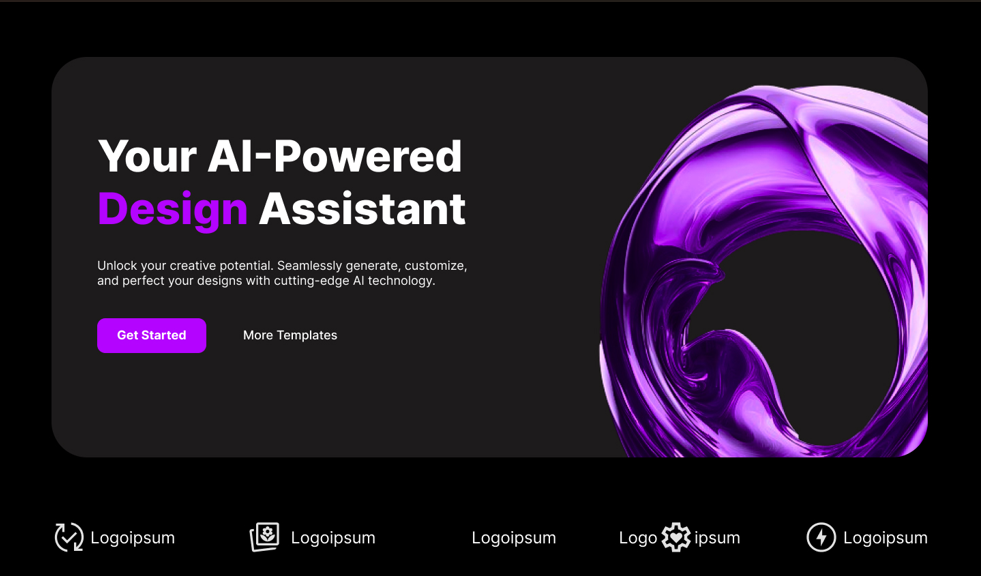 Your AI-Powered
Design Assistant
Unlock your creative potential. Seamlessly generate, customize,
and perfect your designs with cutting-edge AI technology.
Get Started
More Templates
Logoipsum
Logoipsum
Logoipsum
Logo ipsum
Logoipsum